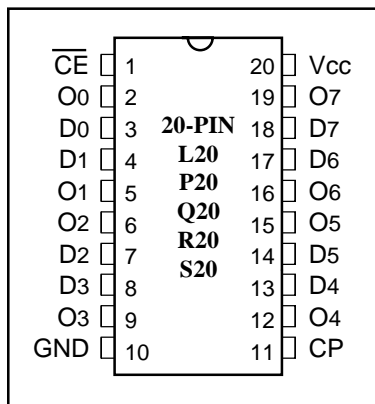 C̅E̅ 1 20 Vcc
O0 2 19 O7
D0 3 20-PIN 18 D7
D1 4 L20 17 D6
O1 5 P20 16 O6
O2 6 Q20 15 O5
D2 7 R20 14 D5
D3 8 S20 13 D4
O3 9 12 O4
GND 10 11 CP